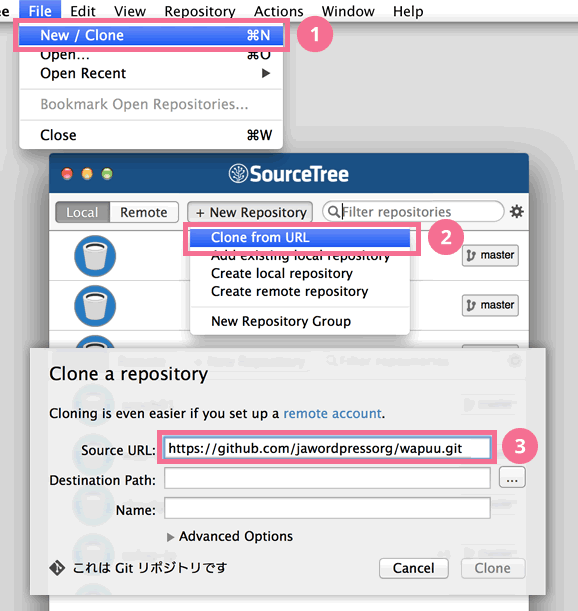 File Edit View Repository Actions Window Help
New / Clone ⌘N
1
Open... ⌘O
Open Recent ▶
Bookmark Open Repositories...
Close ⌘W
SourceTree
Local Remote + New Repository Filter repositories
Clone from URL
2
Add existing local repository
master
Create local repository
Create remote repository
master
New Repository Group
Clone a repository
Cloning is even easier if you set up a remote account.
Source URL: https://github.com/jawordpressorg/wapuu.git
3
Destination Path: ...
Name:
▶ Advanced Options
これは Git リポジトリです Cancel Clone